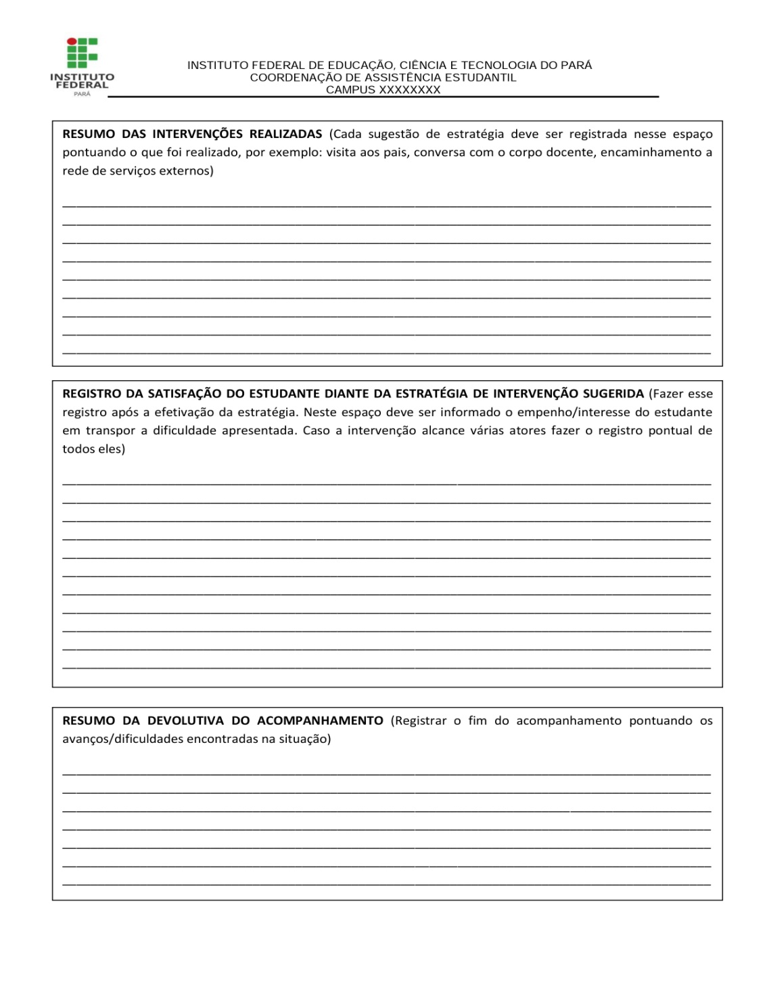 INSTITUTO
FEDERAL
PARÁ
INSTITUTO FEDERAL DE EDUCAÇÃO, CIÊNCIA E TECNOLOGIA DO PARÁ
COORDENAÇÃO DE ASSISTÊNCIA ESTUDANTIL
CAMPUS XXXXXXXX
RESUMO DAS INTERVENÇÕES REALIZADAS (Cada sugestão de estratégia deve ser registrada nesse espaço
pontuando o que foi realizado, por exemplo: visita aos pais, conversa com o corpo docente, encaminhamento a
rede de serviços externos)
REGISTRO DA SATISFAÇÃO DO ESTUDANTE DIANTE DA ESTRATÉGIA DE INTERVENÇÃO SUGERIDA (Fazer esse
registro após a efetivação da estratégia. Neste espaço deve ser informado o empenho/interesse do estudante
em transpor a dificuldade apresentada. Caso a intervenção alcance várias atores fazer o registro pontual de
todos eles)
RESUMO DA DEVOLUTIVA DO ACOMPANHAMENTO (Registrar o fim do acompanhamento pontuando os
avanços/dificuldades encontradas na situação)